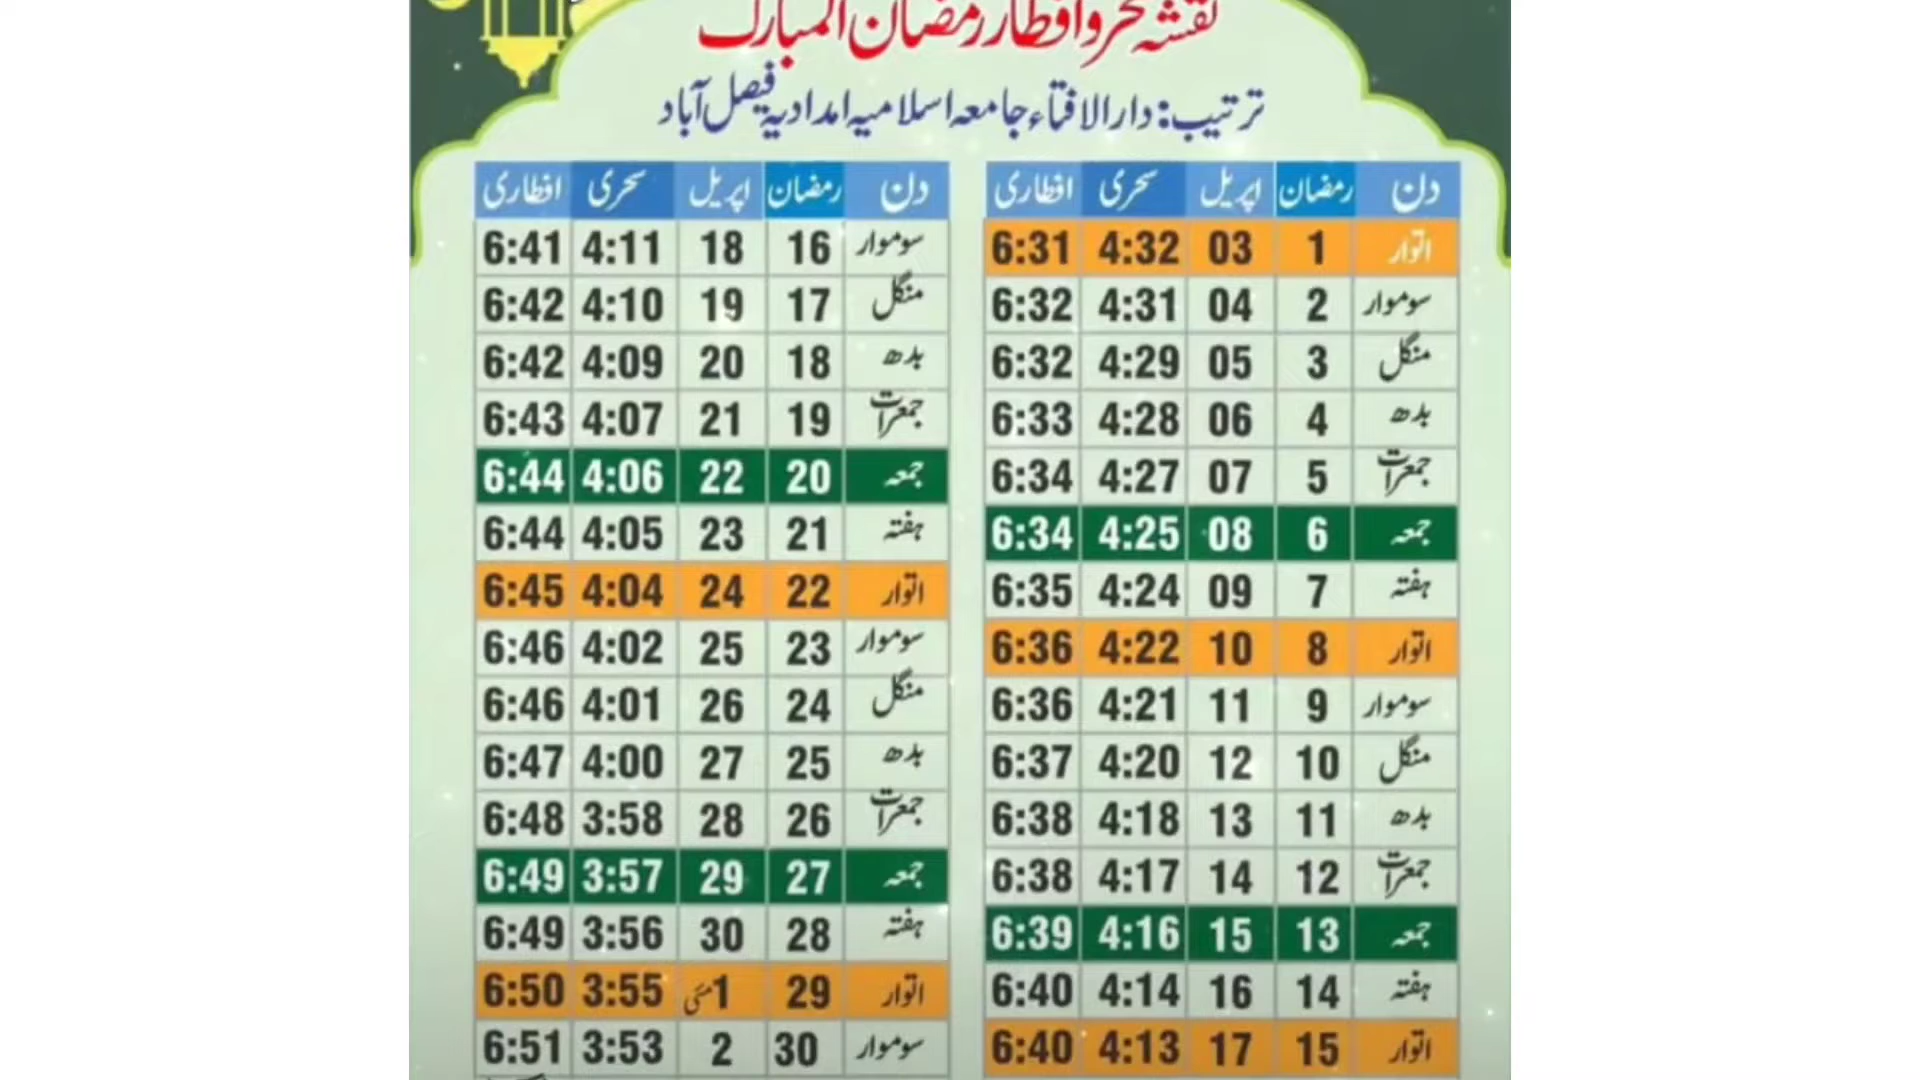 نقشہ سحر و افطار رمضان المبارک
ترتیب: دارالافتاء جامعہ اسلامیہ امدادیہ فیصل آباد
دن رمضان اپریل سحری افطاری
اتوار 1 03 4:32 6:31
سوموار 2 04 4:31 6:32
منگل 3 05 4:29 6:32
بدھ 4 06 4:28 6:33
جمعرات 5 07 4:27 6:34
جمعہ 6 08 4:25 6:34
ہفتہ 7 09 4:24 6:35
اتوار 8 10 4:22 6:36
سوموار 9 11 4:21 6:36
منگل 10 12 4:20 6:37
بدھ 11 13 4:18 6:38
جمعرات 12 14 4:17 6:38
جمعہ 13 15 4:16 6:39
ہفتہ 14 16 4:14 6:40
اتوار 15 17 4:13 6:40
دن رمضان اپریل سحری افطاری
سوموار 16 18 4:11 6:41
منگل 17 19 4:10 6:42
بدھ 18 20 4:09 6:42
جمعرات 19 21 4:07 6:43
جمعہ 20 22 4:06 6:44
ہفتہ 21 23 4:05 6:44
اتوار 22 24 4:04 6:45
سوموار 23 25 4:02 6:46
منگل 24 26 4:01 6:46
بدھ 25 27 4:00 6:47
جمعرات 26 28 3:58 6:48
جمعہ 27 29 3:57 6:49
ہفتہ 28 30 3:56 6:49
اتوار 29 1 مئی 3:55 6:50
سوموار 30 2 3:53 6:51